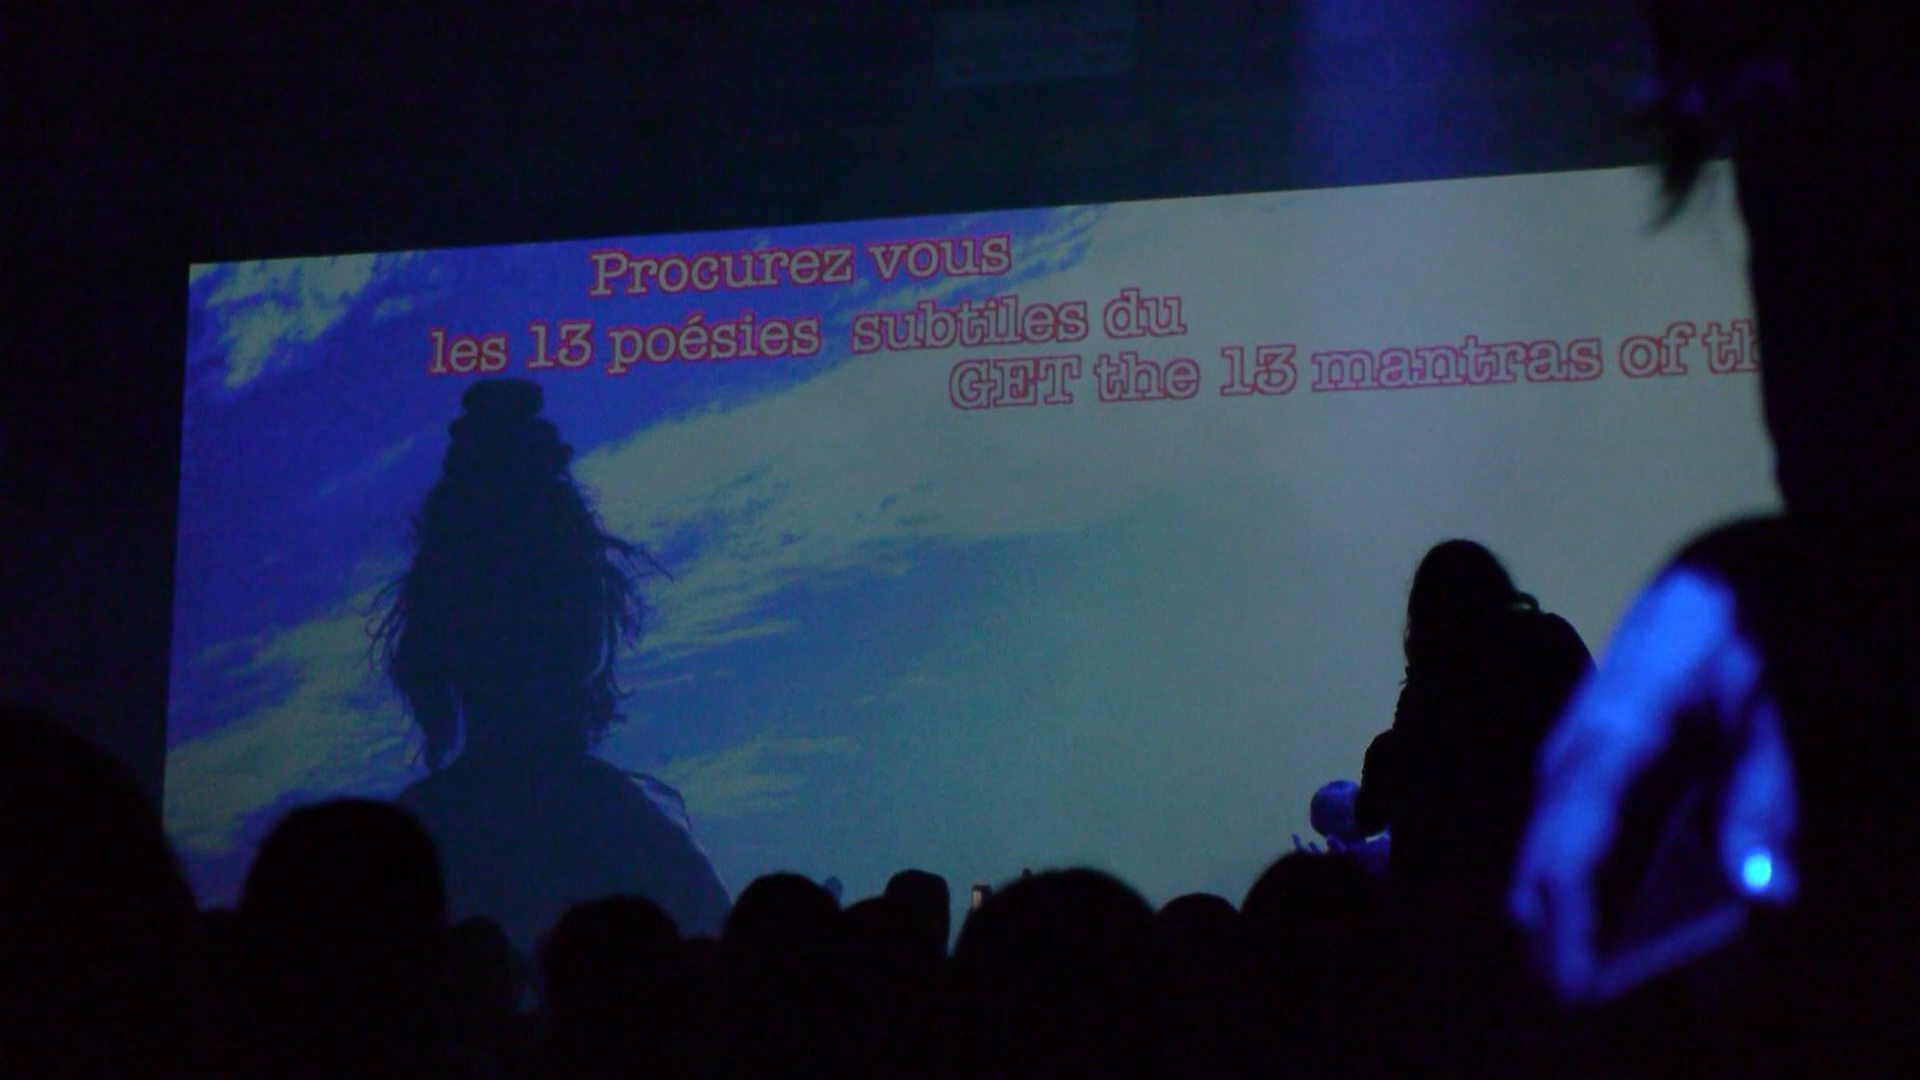 Procurez vous
les 13 poésies subtiles du
GET the 13 mantras of